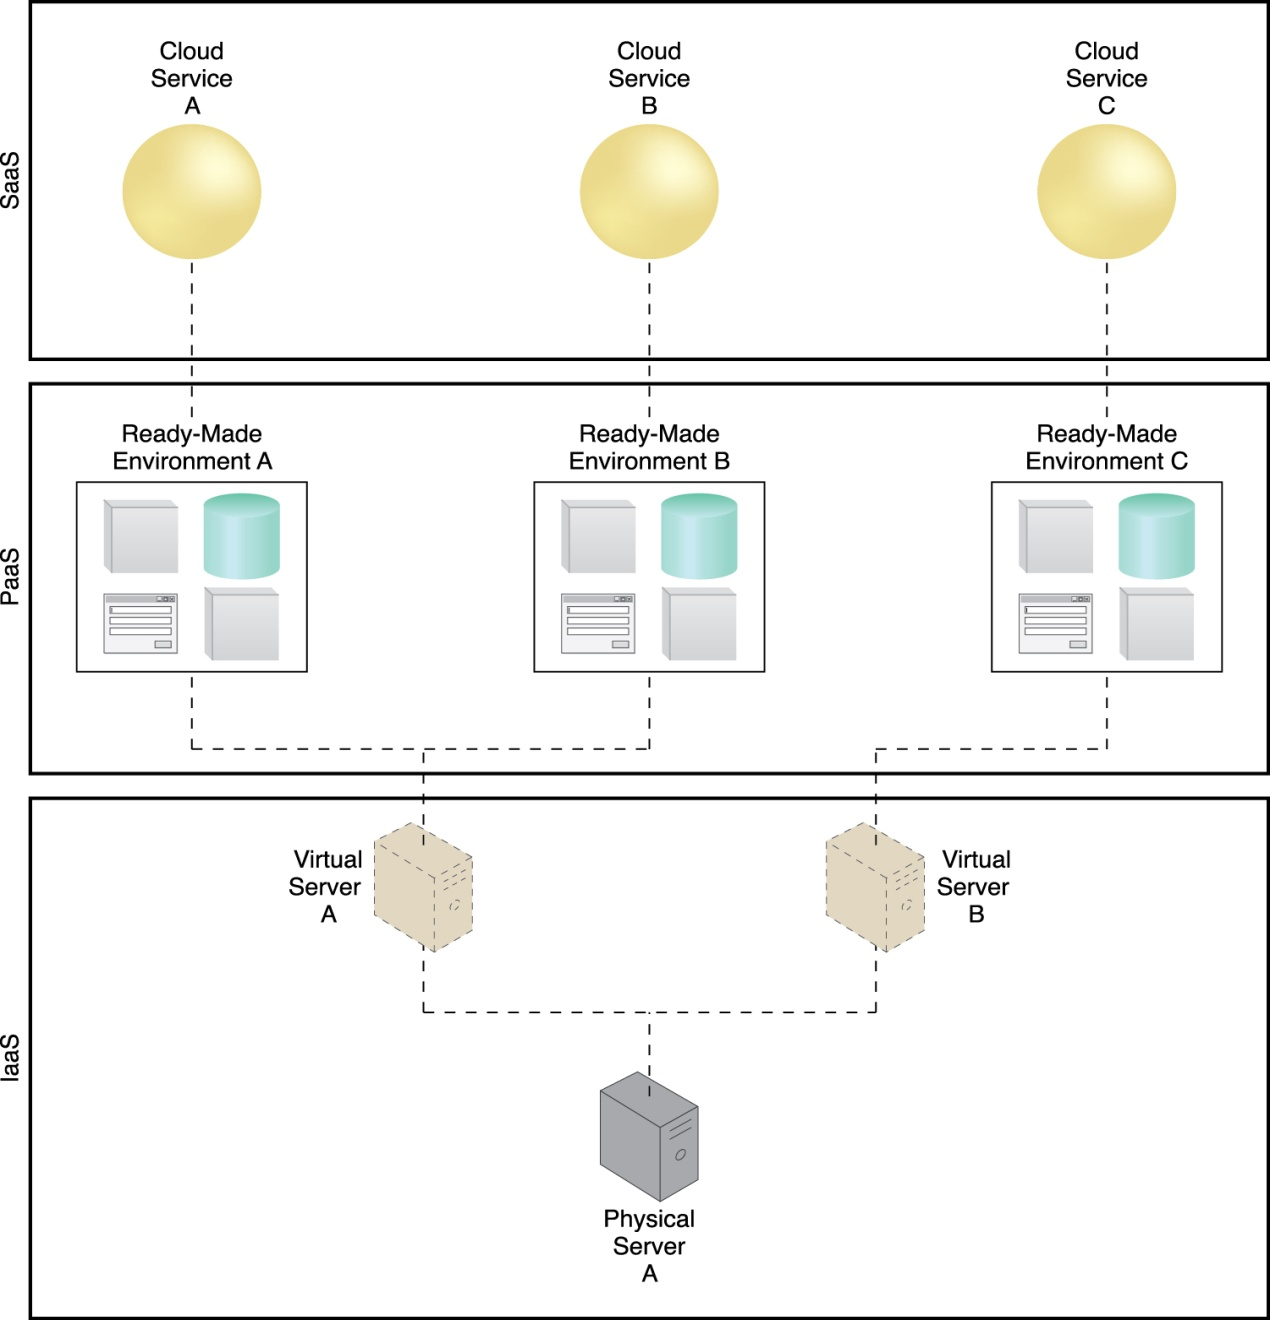 Cloud
Service
A
Cloud
Service
B
Cloud
Service
C
SaaS
Ready-Made
Environment A
Ready-Made
Environment B
Ready-Made
Environment C
PaaS
Virtual
Server
A
Virtual
Server
B
IaaS
Physical
Server
A